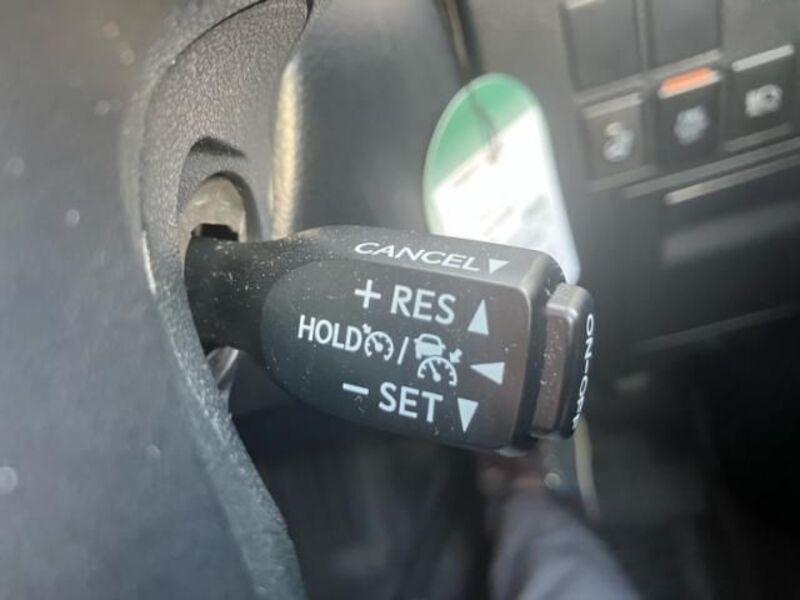 CANCEL▼
+ RES ▲
HOLD / ◀
− SET ▼
ON-OFF